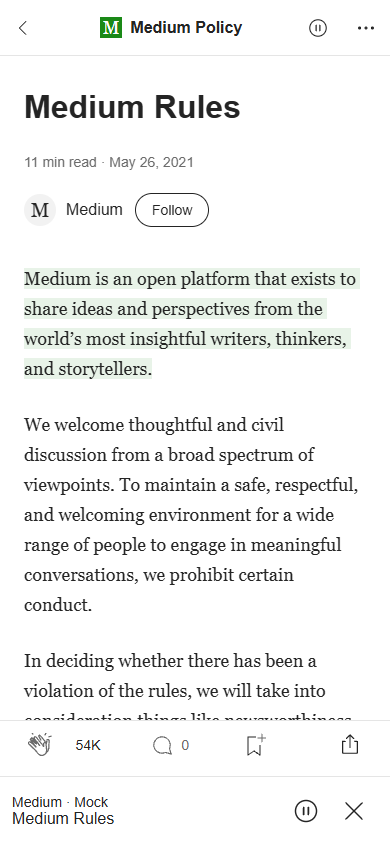 M Medium Policy
Medium Rules
11 min read · May 26, 2021
M Medium Follow
Medium is an open platform that exists to
share ideas and perspectives from the
world’s most insightful writers, thinkers,
and storytellers.
We welcome thoughtful and civil
discussion from a broad spectrum of
viewpoints. To maintain a safe, respectful,
and welcoming environment for a wide
range of people to engage in meaningful
conversations, we prohibit certain
conduct.
In deciding whether there has been a
violation of the rules, we will take into
consideration things like newsworthiness,
54K 0
Medium · Mock
Medium Rules